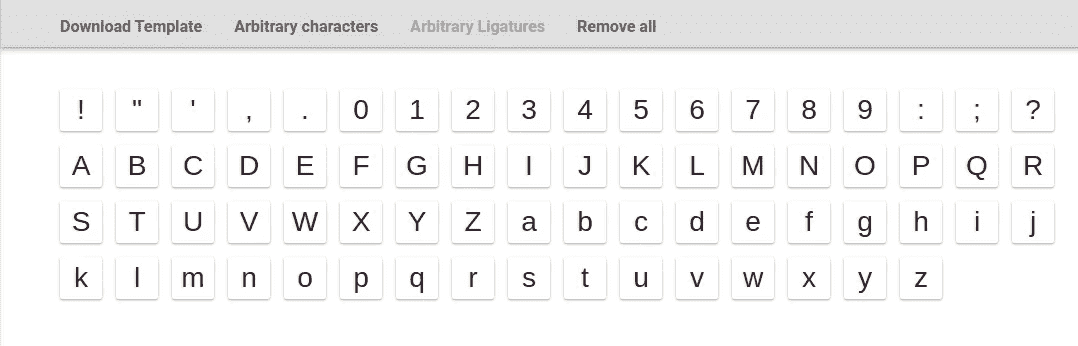 Download Template Arbitrary characters Arbitrary Ligatures Remove all
! " ' , . 0 1 2 3 4 5 6 7 8 9 : ; ?
A B C D E F G H I J K L M N O P Q R
S T U V W X Y Z a b c d e f g h i j
k l m n o p q r s t u v w x y z